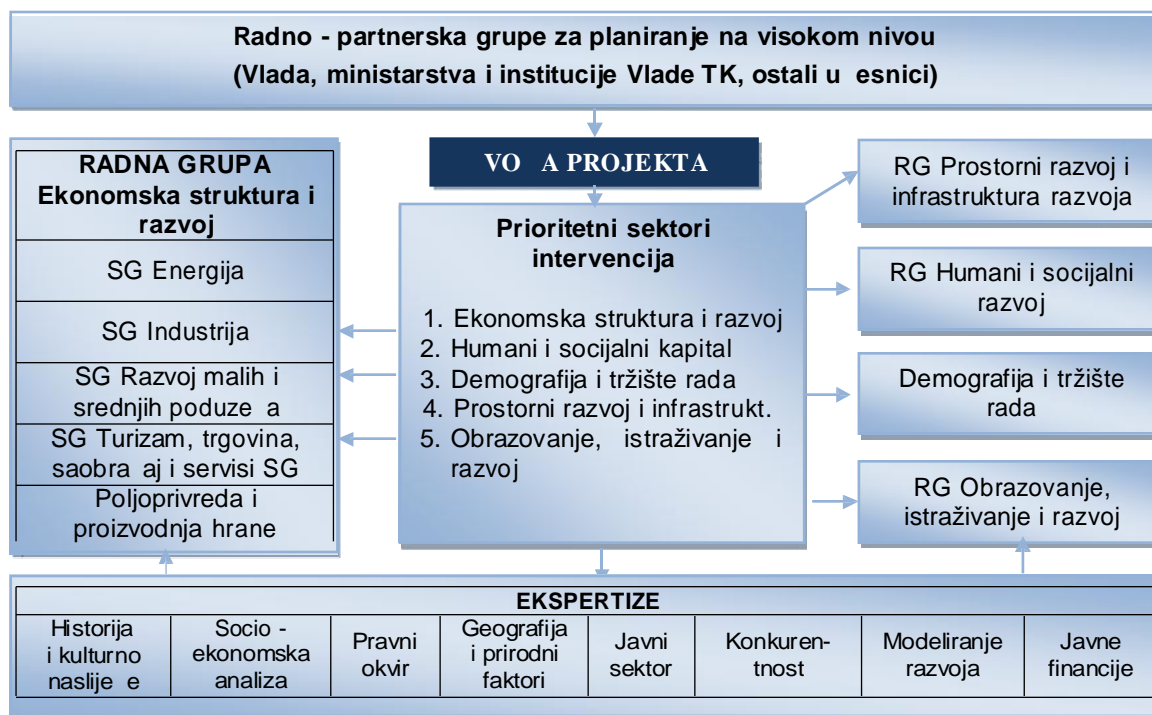 Radno - partnerska grupe za planiranje na visokom nivou
(Vlada, ministarstva i institucije Vlade TK, ostali u esnici)
RADNA GRUPA
Ekonomska struktura i
razvoj
SG Energija
SG Industrija
SG Razvoj malih i
srednjih poduze a
SG Turizam, trgovina,
saobra aj i servisi SG
Poljoprivreda i
proizvodnja hrane
VO A PROJEKTA
Prioritetni sektori
intervencija
1. Ekonomska struktura i razvoj
2. Humani i socijalni kapital
3. Demografija i tržište rada
4. Prostorni razvoj i infrastrukt.
5. Obrazovanje, istraživanje i
razvoj
RG Prostorni razvoj i
infrastruktura razvoja
RG Humani i socijalni
razvoj
Demografija i tržište
rada
RG Obrazovanje,
istraživanje i razvoj
EKSPERTIZE
Historija
i kulturno
naslije e
Socio -
ekonomska
analiza
Pravni
okvir
Geografija
i prirodni
faktori
Javni
sektor
Konkuren-
tnost
Modeliranje
razvoja
Javne
financije